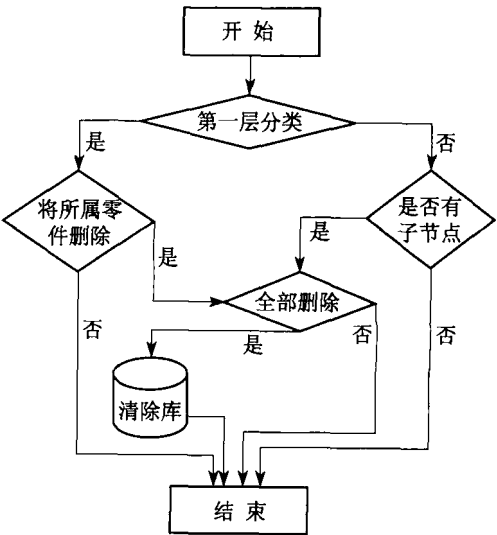 开 始
第一层分类
是
否
将所属零
件删除
是否有
子节点
是
是
全部删除
否
是
否
否
清除库
结 束